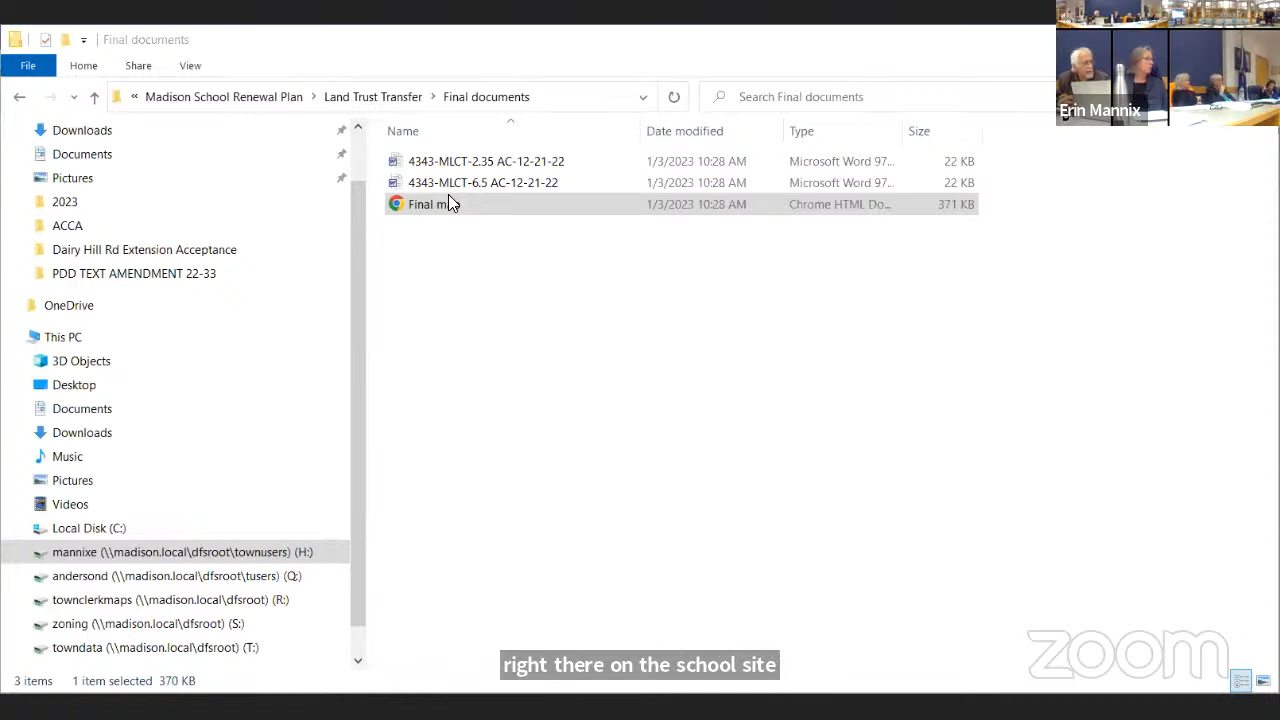 Final documents
File Home Share View
« Madison School Renewal Plan > Land Trust Transfer > Final documents
Search Final documents
Erin Mannix
Name Date modified Type Size
4343-MLCT-2.35 AC-12-21-22 1/3/2023 10:28 AM Microsoft Word 97... 22 KB
4343-MLCT-6.5 AC-12-21-22 1/3/2023 10:28 AM Microsoft Word 97... 22 KB
Final 1/3/2023 10:28 AM Chrome HTML Do... 371 KB
Downloads
Documents
Pictures
2023
ACCA
Dairy Hill Rd Extension Acceptance
PDD TEXT AMENDMENT 22-33
OneDrive
This PC
3D Objects
Desktop
Documents
Downloads
Music
Pictures
Videos
Local Disk (C:)
mannixe (\\madison.local\dfsroot\townusers) (H:)
andersond (\\madison.local\dfsroot\tusers) (Q:)
townclerkmaps (\\madison.local\dfsroot) (R:)
zoning (\\madison.local\dfsroot) (S:)
towndata (\\madison.local\dfsroot) (T:)
right there on the school site
zoom
3 items 1 item selected 370 KB